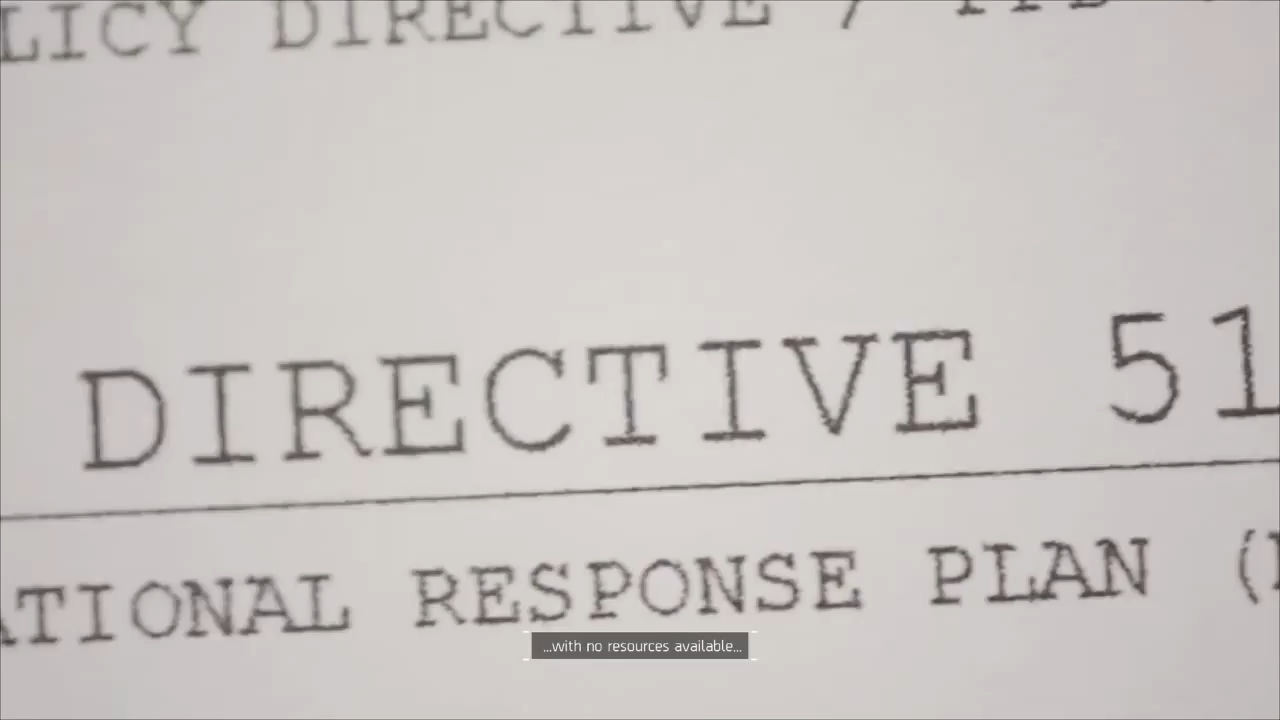 LICY DIRECTIVE /
DIRECTIVE 51
ATIONAL RESPONSE PLAN (
...with no resources available...